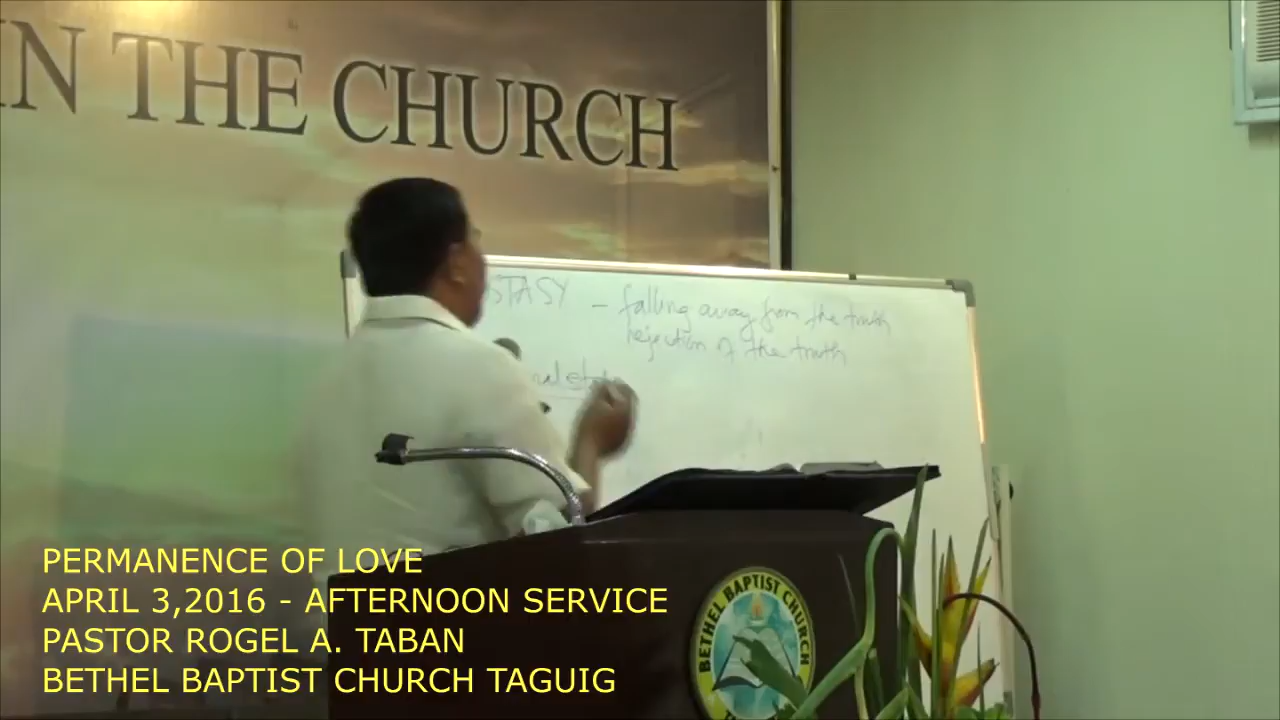 IN THE CHURCH
STASY – falling away from the truth
rejection of the truth
BETHEL BAPTIST CHURCH
PERMANENCE OF LOVE
APRIL 3,2016 - AFTERNOON SERVICE
PASTOR ROGEL A. TABAN
BETHEL BAPTIST CHURCH TAGUIG